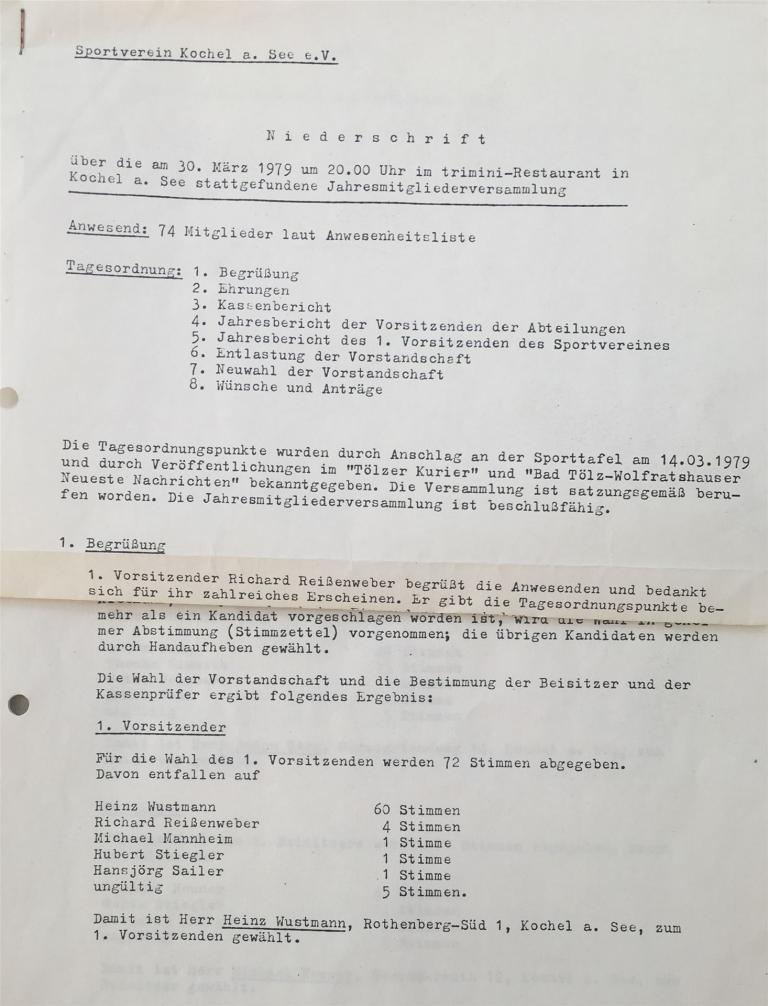 Sportverein Kochel a. See e.V.
N i e d e r s c h r i f t
über die am 30. März 1979 um 20.00 Uhr im trimini-Restaurant in
Kochel a. See stattgefundene Jahresmitgliederversammlung
Anwesend: 74 Mitglieder laut Anwesenheitsliste
Tagesordnung: 1. Begrüßung
2. Ehrungen
3. Kassenbericht
4. Jahresbericht der Vorsitzenden der Abteilungen
5. Jahresbericht des 1. Vorsitzenden des Sportvereines
6. Entlastung der Vorstandschaft
7. Neuwahl der Vorstandschaft
8. Wünsche und Anträge
Die Tagesordnungspunkte wurden durch Anschlag an der Sporttafel am 14.03.1979
und durch Veröffentlichungen im "Tölzer Kurier" und "Bad Tölz-Wolfratshauser
Neueste Nachrichten" bekanntgegeben. Die Versammlung ist satzungsgemäß beru-
fen worden. Die Jahresmitgliederversammlung ist beschlußfähig.
1. Begrüßung
1. Vorsitzender Richard Reißenweber begrüßt die Anwesenden und bedankt
sich für ihr zahlreiches Erscheinen. Er gibt die Tagesordnungspunkte be-
mehr als ein Kandidat vorgeschlagen worden ist, wird die Wahl in gehei-
mer Abstimmung (Stimmzettel) vorgenommen; die übrigen Kandidaten werden
durch Handaufheben gewählt.
Die Wahl der Vorstandschaft und die Bestimmung der Beisitzer und der
Kassenprüfer ergibt folgendes Ergebnis:
1. Vorsitzender
Für die Wahl des 1. Vorsitzenden werden 72 Stimmen abgegeben.
Davon entfallen auf
Heinz Wustmann 60 Stimmen
Richard Reißenweber 4 Stimmen
Michael Mannheim 1 Stimme
Hubert Stiegler 1 Stimme
Hansjörg Sailer 1 Stimme
ungültig 5 Stimmen.
Damit ist Herr Heinz Wustmann, Rothenberg-Süd 1, Kochel a. See, zum
1. Vorsitzenden gewählt.